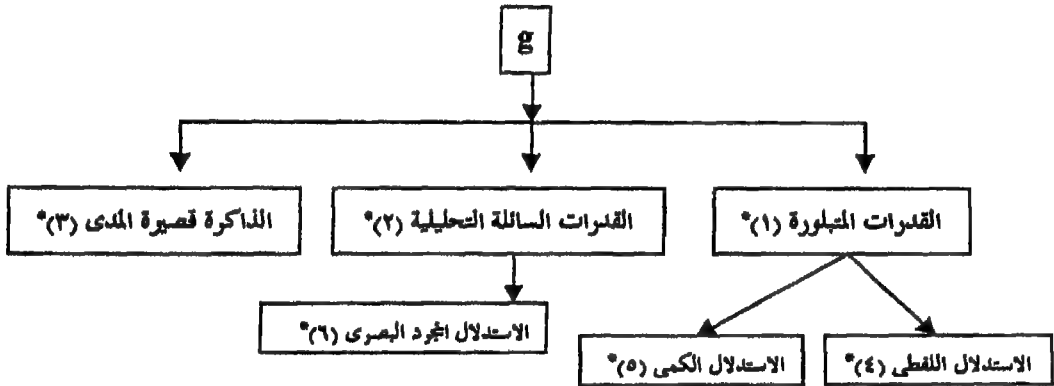 g
القدرات المتبلورة (١)*
القدرات السائلة التحليلية (٢)*
الذاكرة قصيرة المدى (٣)*
الاستدلال اللفظى (٤)*
الاستدلال الكمى (٥)*
الاستدلال المجرد البصرى (٦)*